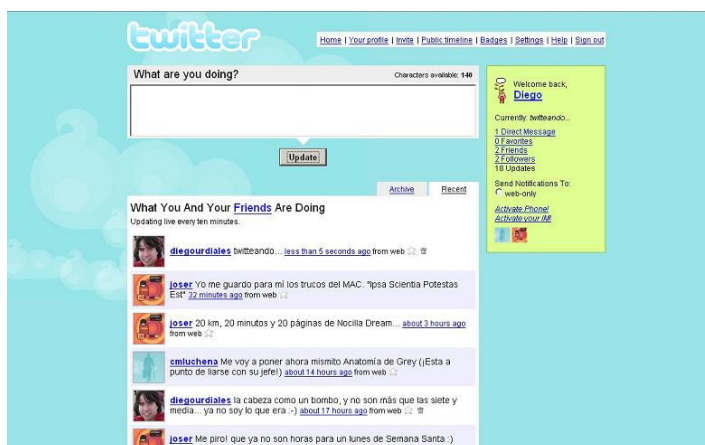 twitter
Home | Your profile | Invite | Public timeline | Badges | Settings | Help | Sign out
What are you doing?
Characters available: 140
Update
Archive
Recent
What You And Your Friends Are Doing
Updating live every ten minutes.
diegourdiales twitteando... less than 5 seconds ago from web
joser Yo me guardo para mí los trucos del MAC. "Ipsa Scientia Potestas
Est" 32 minutes ago from web
joser 20 km, 20 minutos y 20 páginas de Nocilla Dream... about 3 hours ago
from web
cmluchena Me voy a poner ahora mismito Anatomía de Grey (¡Esta a
punto de liarse con su jefe!) about 14 hours ago from web
diegourdiales la cabeza como un bombo, y no son más que las siete y
media... ya no soy lo que era :-) about 17 hours ago from web
joser Me piro! que ya no son horas para un lunes de Semana Santa :)
Welcome back,
Diego
Currently: twitteando...
1 Direct Message
0 Favorites
2 Friends
2 Followers
18 Updates
Send Notifications To:
web-only
Activate Phone!
Activate your IM!